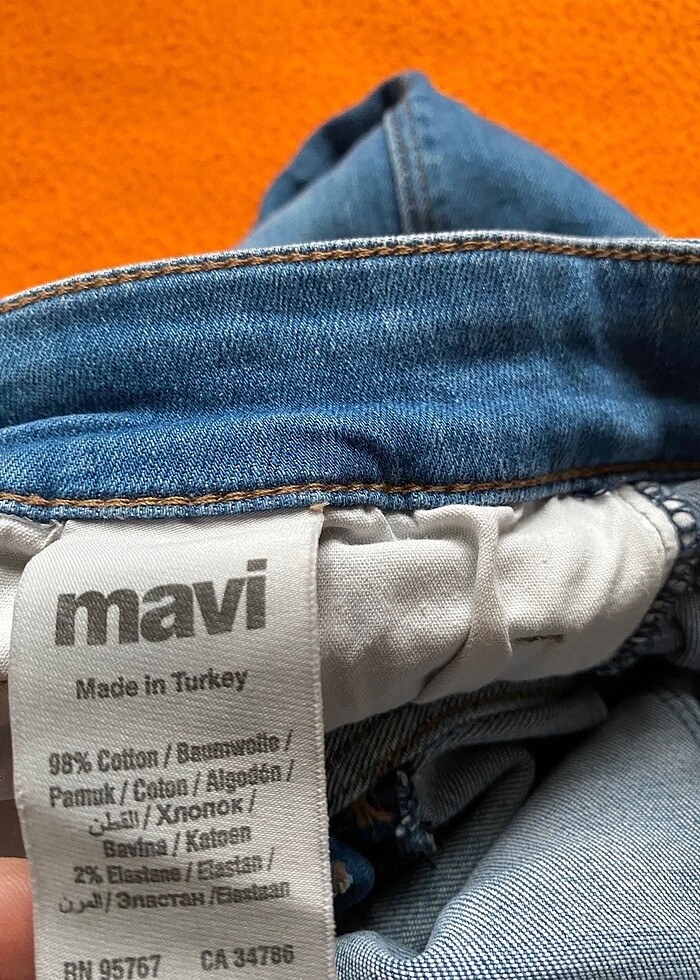 mavi
Made in Turkey
98% Cotton / Baumwolle /
Pamuk / Coton / Algodón /
القطن / Хлопок /
Bavlna / Katoen
2% Elastane / Elastan /
المرن / Эластан / Elastaan
RN 95767 CA 34786